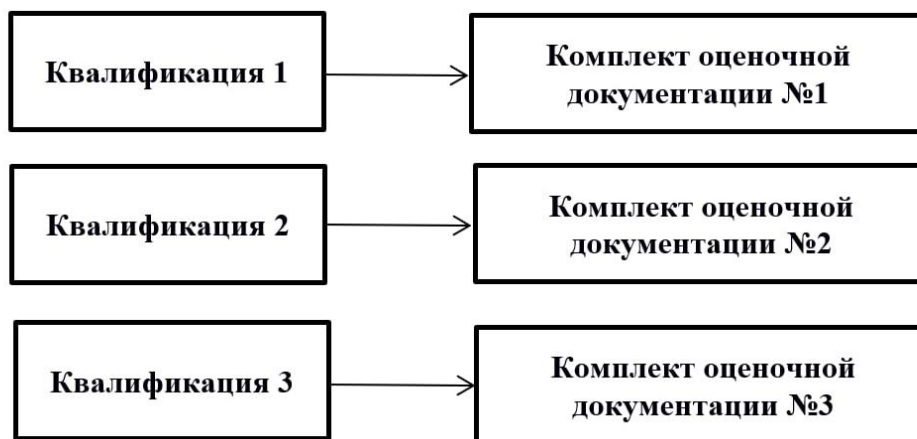 Квалификация 1
Комплект оценочной
документации №1
Квалификация 2
Комплект оценочной
документации №2
Квалификация 3
Комплект оценочной
документации №3